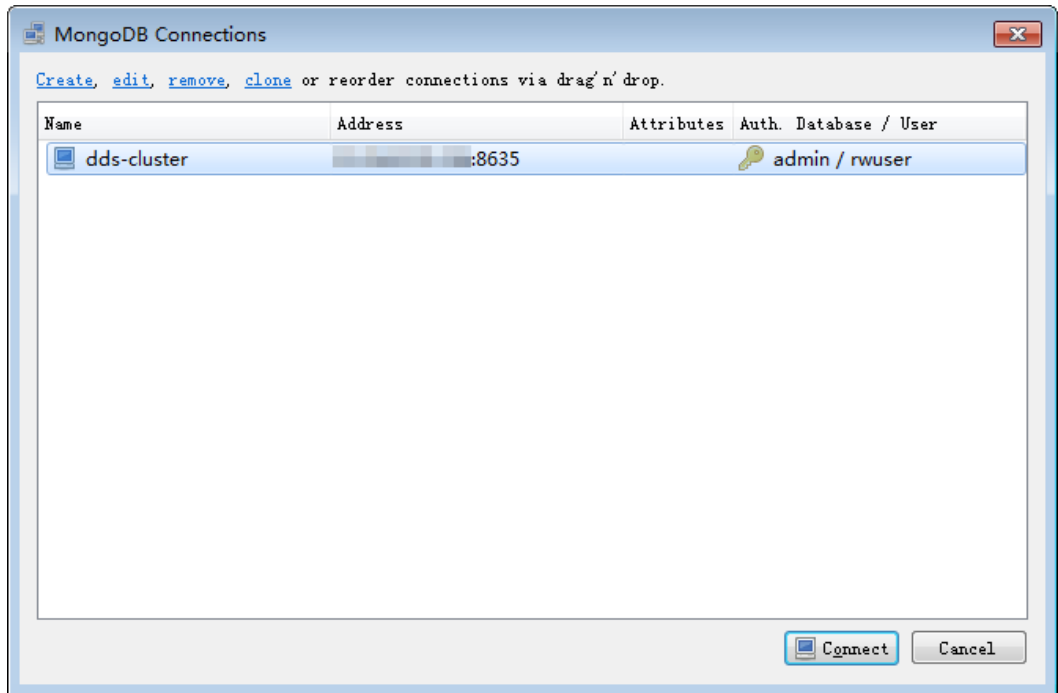 MongoDB Connections
Create, edit, remove, clone or reorder connections via drag'n'drop.
Name Address Attributes Auth. Database / User
dds-cluster :8635 admin / rwuser
Connect Cancel